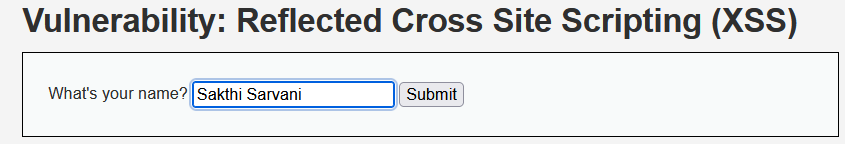 Vulnerability: Reflected Cross Site Scripting (XSS)
What's your name? Sakthi Sarvani Submit